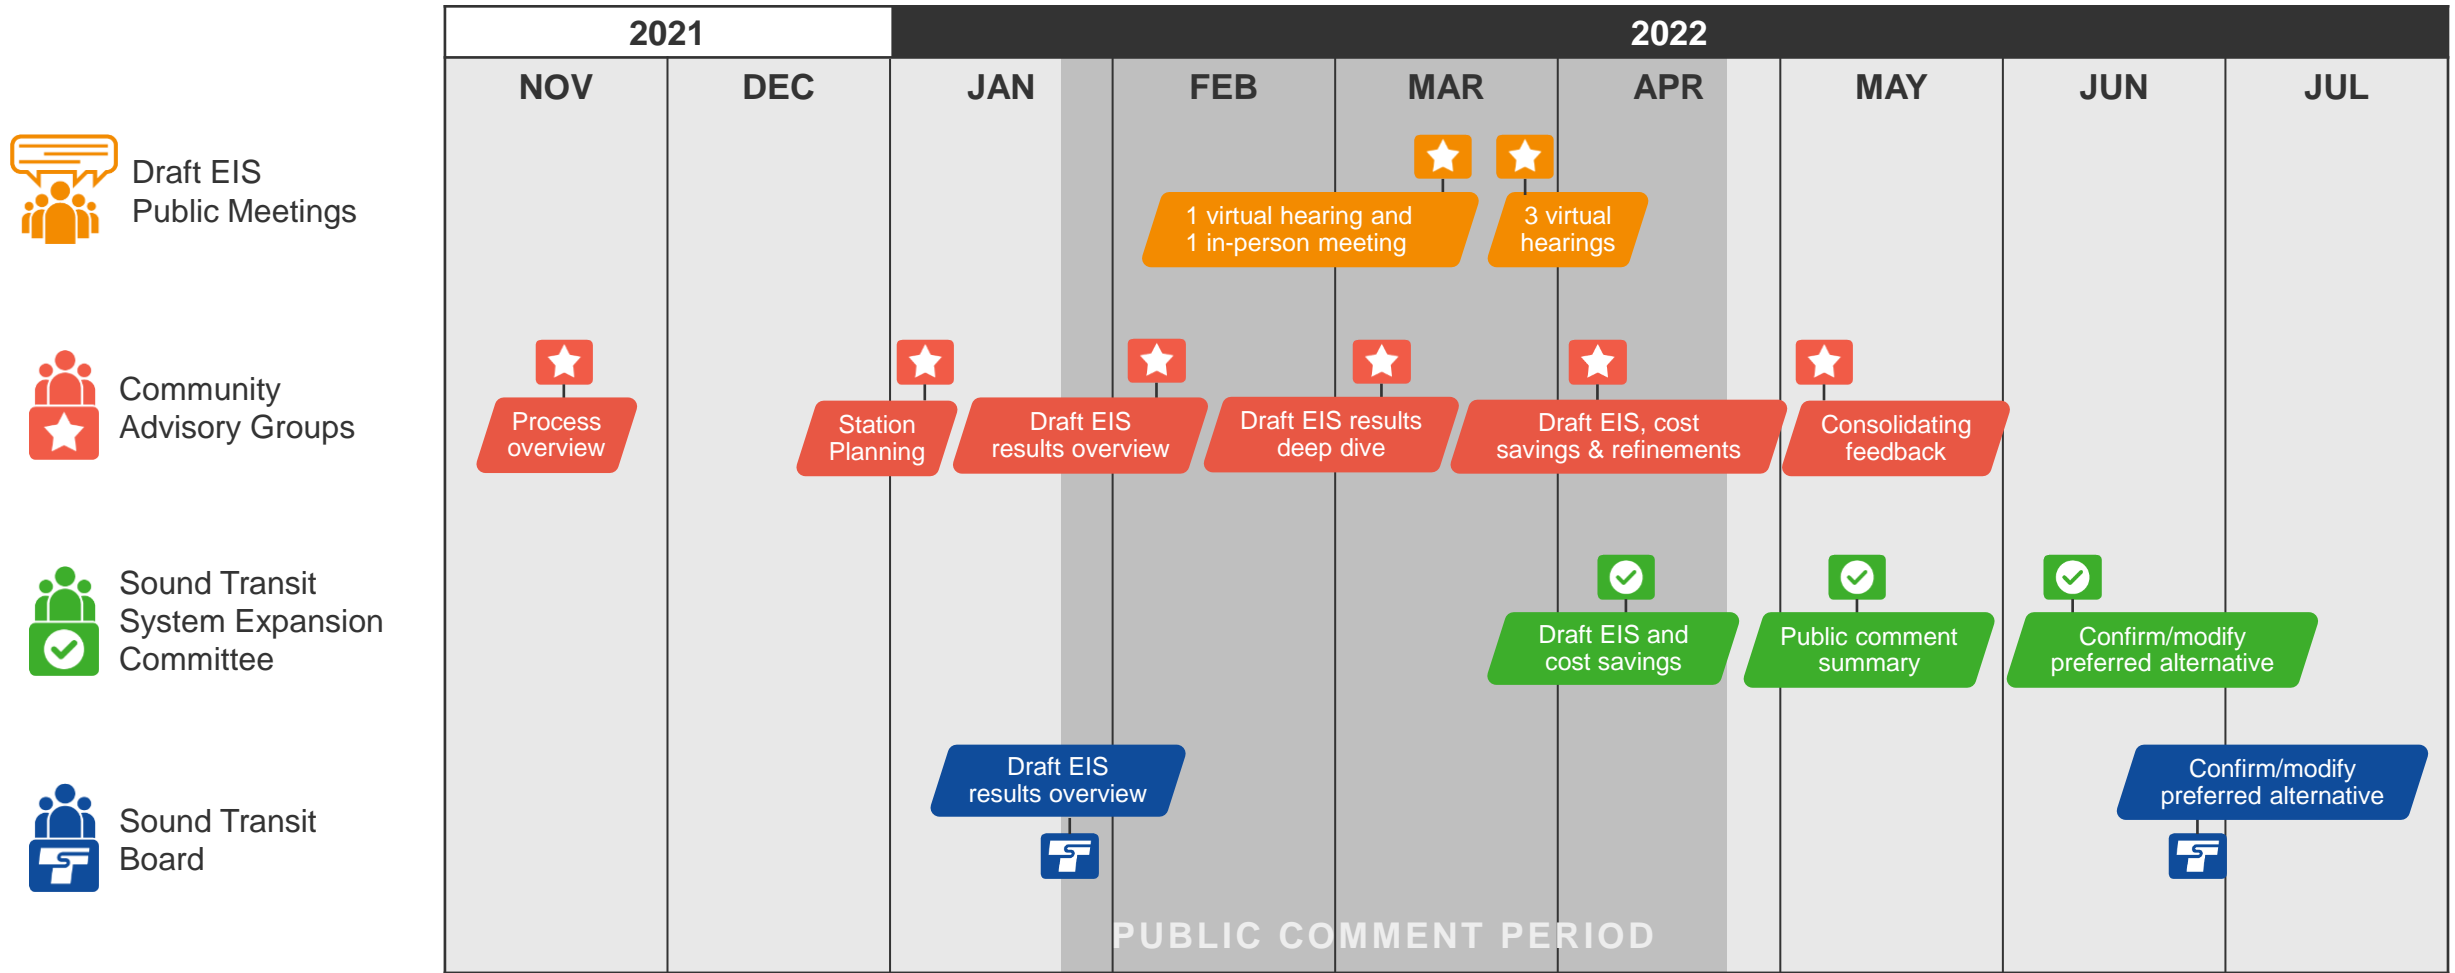 2021
2022
NOV
DEC
JAN
FEB
MAR
APR
MAY
JUN
JUL
Draft EIS
Public Meetings
1 virtual hearing and
1 in-person meeting
3 virtual
hearings
Community
Advisory Groups
Process
overview
Station
Planning
Draft EIS
results overview
Draft EIS results
deep dive
Draft EIS, cost
savings & refinements
Consolidating
feedback
Sound Transit
System Expansion
Committee
Draft EIS and
cost savings
Public comment
summary
Confirm/modify
preferred alternative
Sound Transit
Board
Draft EIS
results overview
Confirm/modify
preferred alternative
PUBLIC COMMENT PERIOD